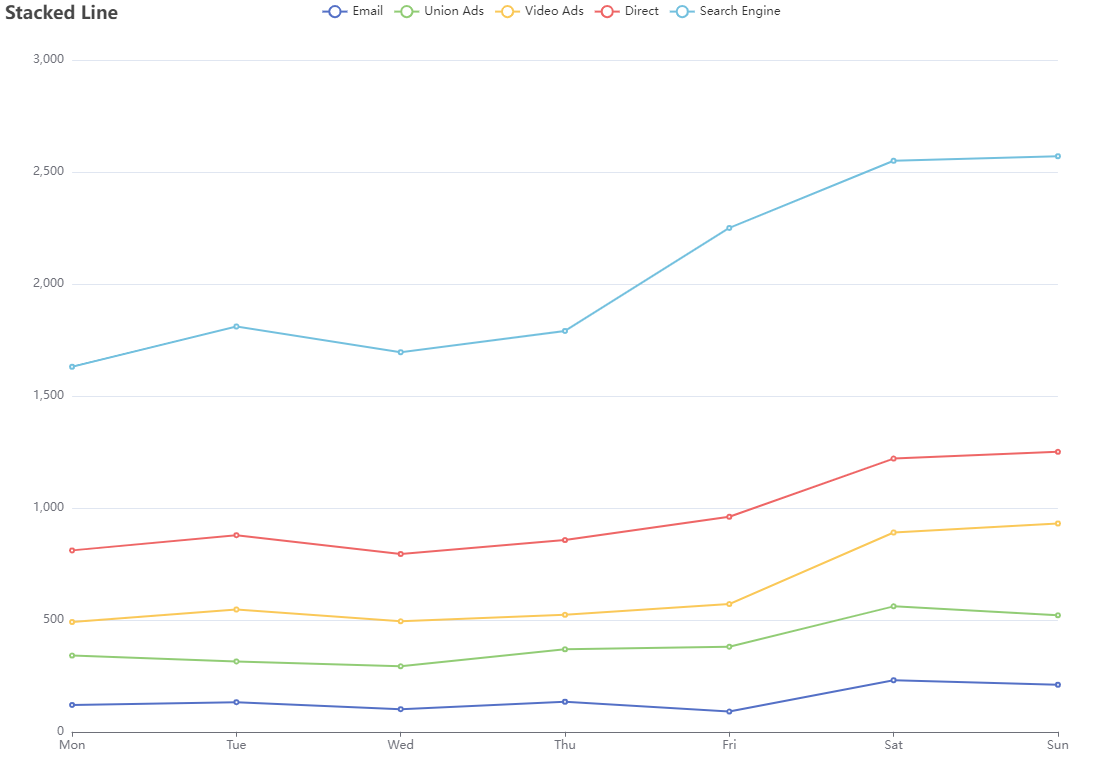 Stacked Line
Email Union Ads Video Ads Direct Search Engine
3,000
2,500
2,000
1,500
1,000
500
0
Mon Tue Wed Thu Fri Sat Sun